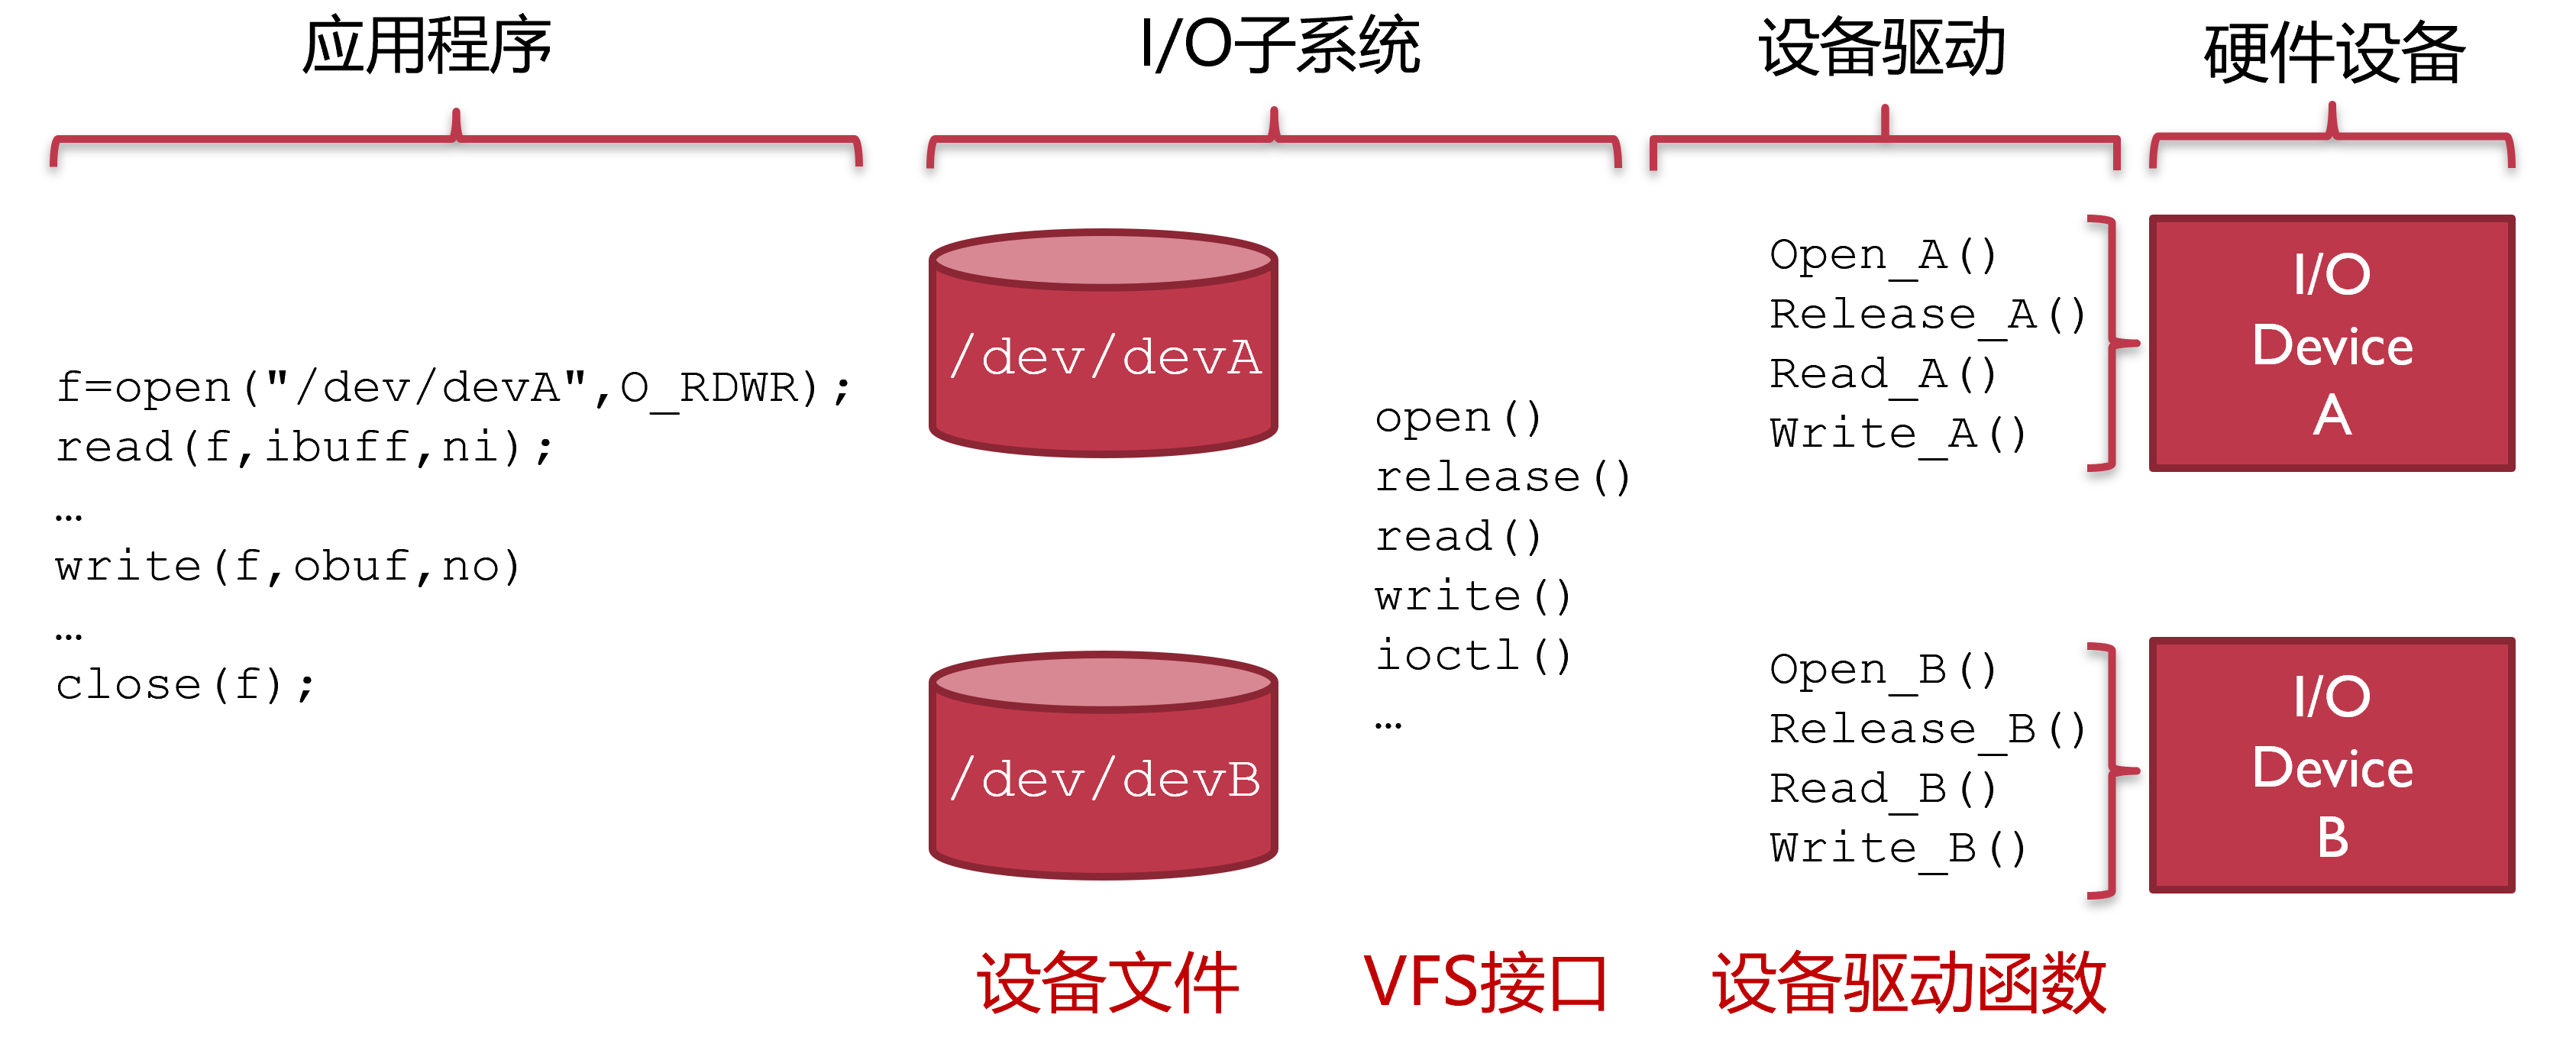 应用程序
I/O子系统
设备驱动
硬件设备
f=open("/dev/devA",O_RDWR);
read(f,ibuff,ni);
…
write(f,obuf,no)
…
close(f);
/dev/devA
/dev/devB
设备文件
open()
release()
read()
write()
ioctl()
…
VFS接口
Open_A()
Release_A()
Read_A()
Write_A()
Open_B()
Release_B()
Read_B()
Write_B()
设备驱动函数
I/O
Device
A
I/O
Device
B